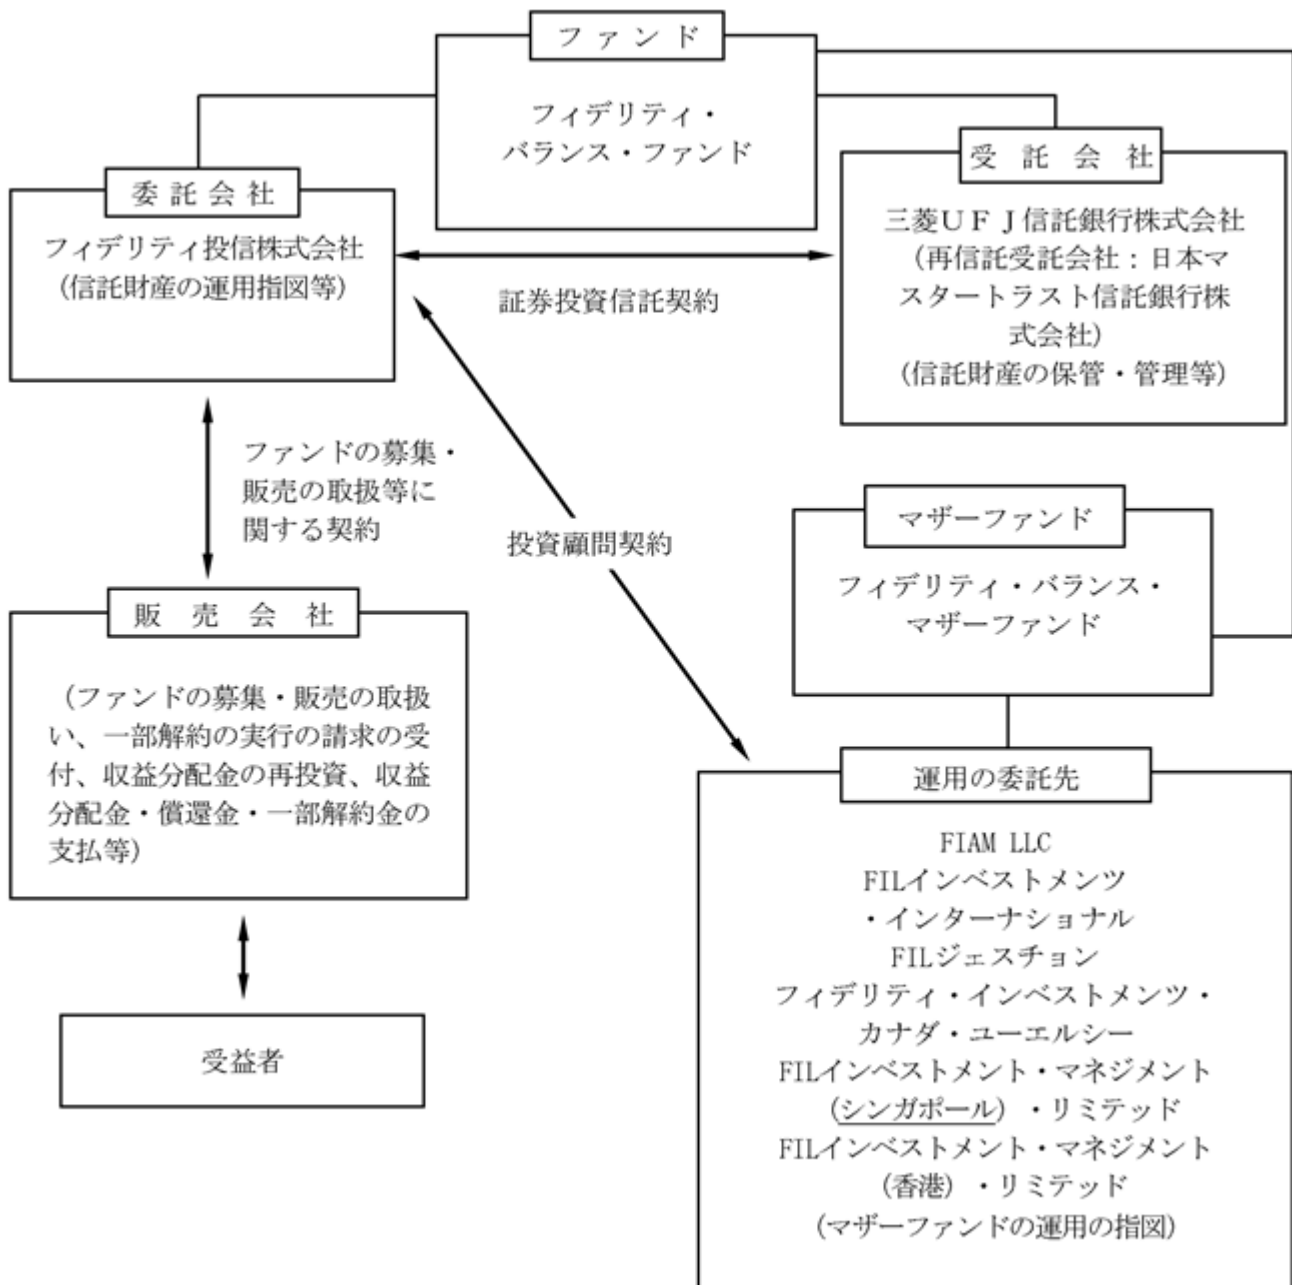 ファンド
フィデリティ・
バランス・ファンド
委託会社
フィデリティ投信株式会社
(信託財産の運用指図等)
受託会社
三菱UFJ信託銀行株式会社
(再信託受託会社：日本マ
スタートラスト信託銀行株
式会社)
(信託財産の保管・管理等)
証券投資信託契約
ファンドの募集・
販売の取扱等に
関する契約
投資顧問契約
マザーファンド
フィデリティ・バランス・
マザーファンド
販売会社
(ファンドの募集・販売の取扱
い、一部解約の実行の請求の受
付、収益分配金の再投資、収益
分配金・償還金・一部解約金の
支払等)
受益者
運用の委託先
FIAM LLC
FILインベストメンツ
・インターナショナル
FILジェスチョン
フィデリティ・インベストメンツ・
カナダ・ユーエルシー
FILインベストメント・マネジメント
(シンガポール)・リミテッド
FILインベストメント・マネジメント
(香港)・リミテッド
(マザーファンドの運用の指図)